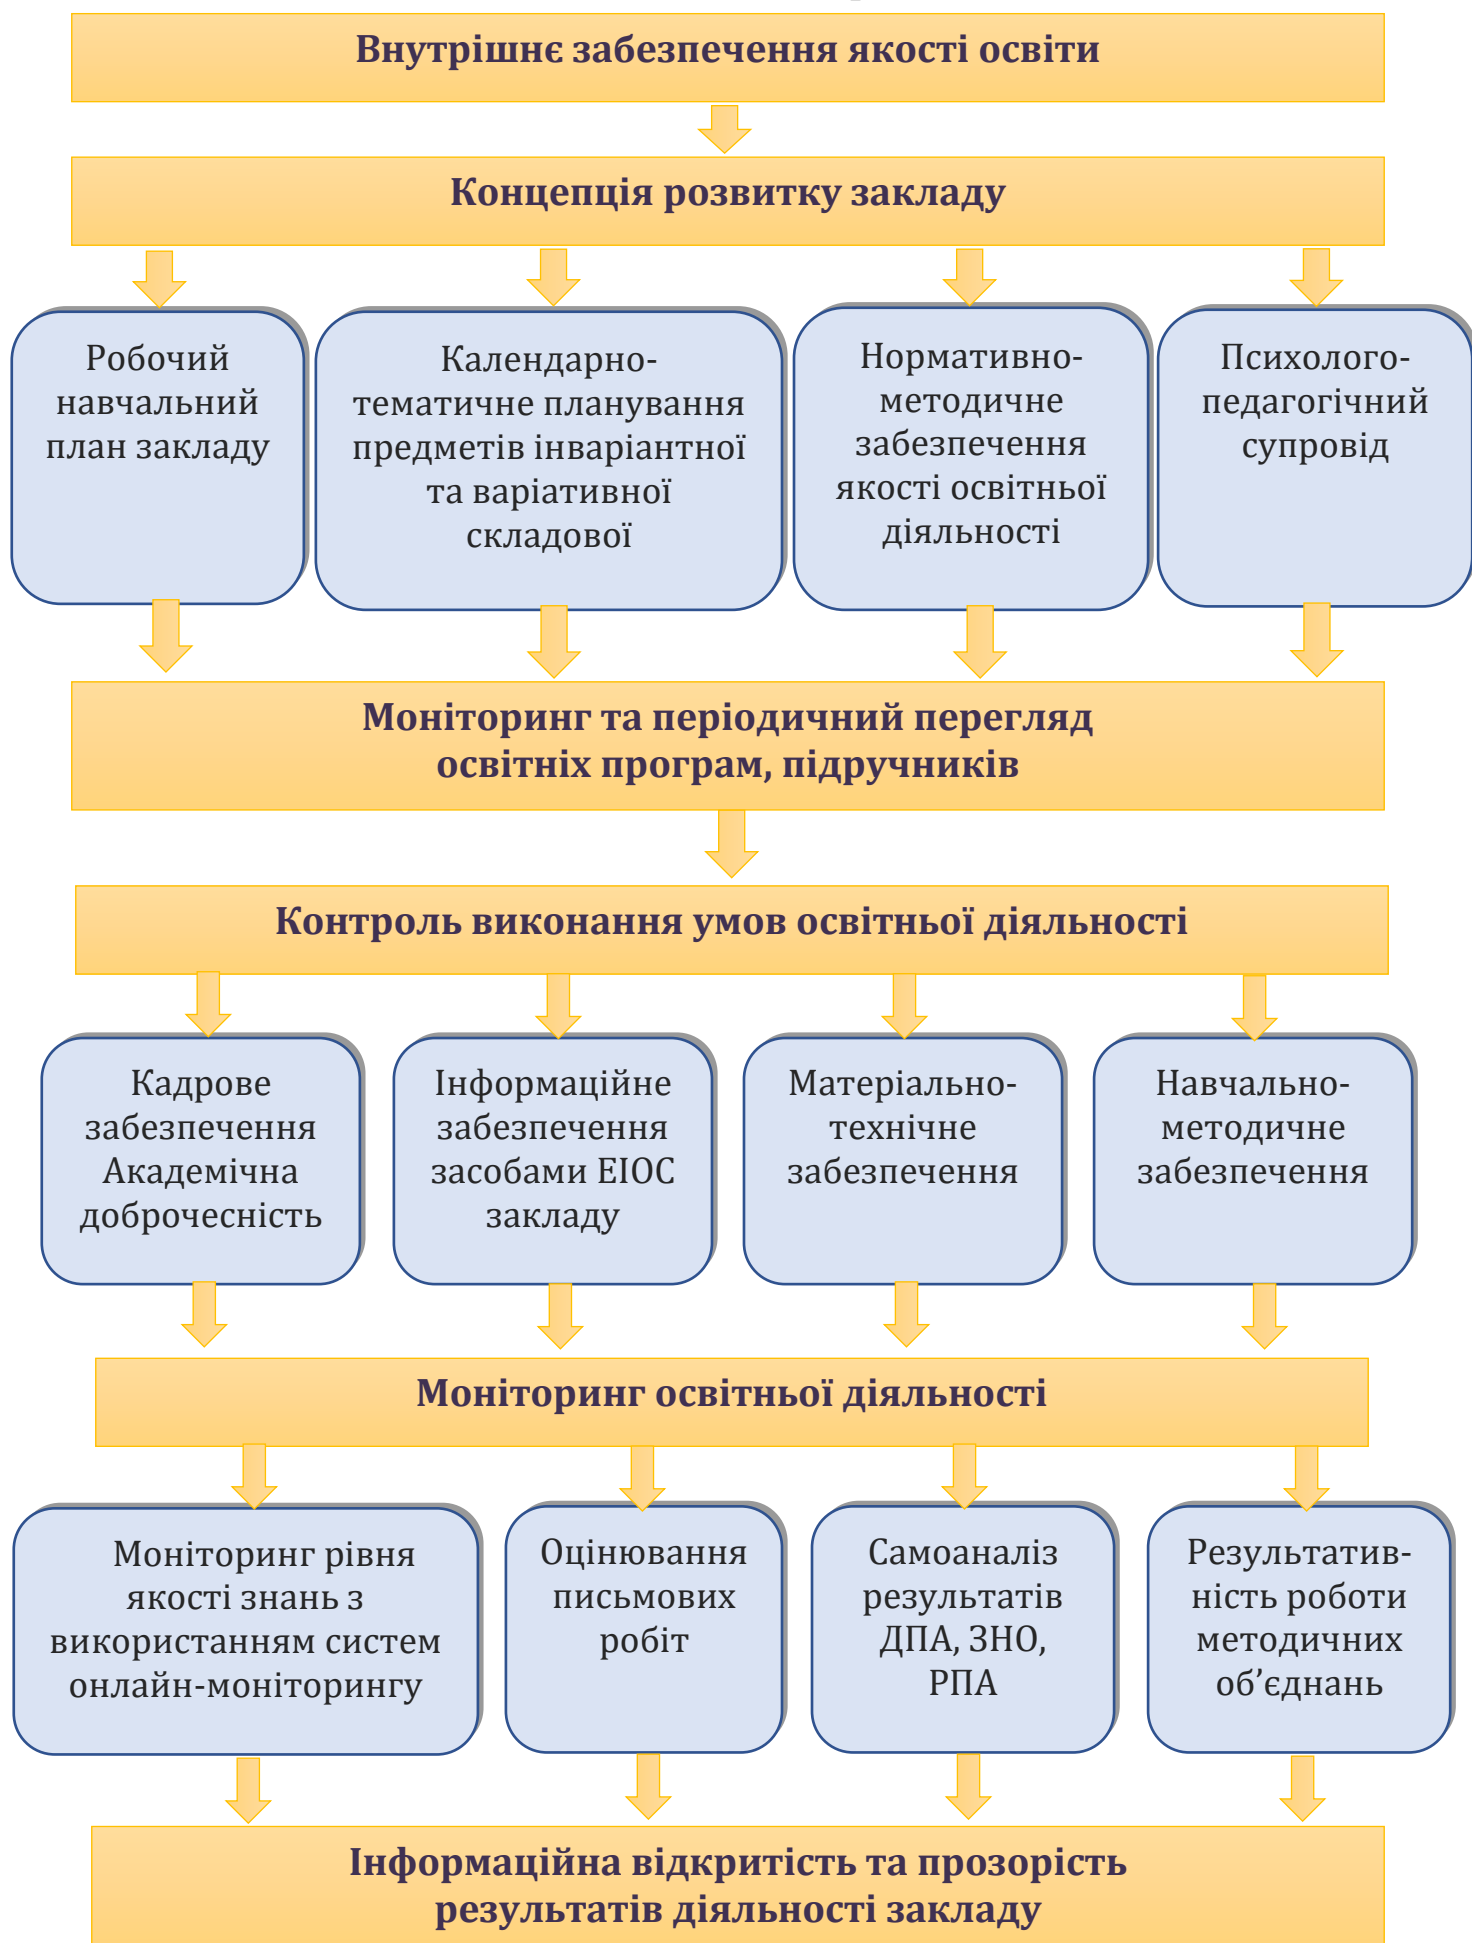 Внутрішнє забезпечення якості освіти
Концепція розвитку закладу
Робочий
навчальний
план закладу
Календарно-
тематичне планування
предметів інваріантної
та варіативної
складової
Нормативно-
методичне
забезпечення
якості освітньої
діяльності
Психолого-
педагогічний
супровід
Моніторинг та періодичний перегляд
освітніх програм, підручників
Контроль виконання умов освітньої діяльності
Кадрове
забезпечення
Академічна
доброчесність
Інформаційне
забезпечення
засобами ЕІОС
закладу
Матеріально-
технічне
забезпечення
Навчально-
методичне
забезпечення
Моніторинг освітньої діяльності
Моніторинг рівня
якості знань з
використанням систем
онлайн-моніторингу
Оцінювання
письмових
робіт
Самоаналіз
результатів
ДПА, ЗНО,
РПА
Результатив-
ність роботи
методичних
об’єднань
Інформаційна відкритість та прозорість
результатів діяльності закладу